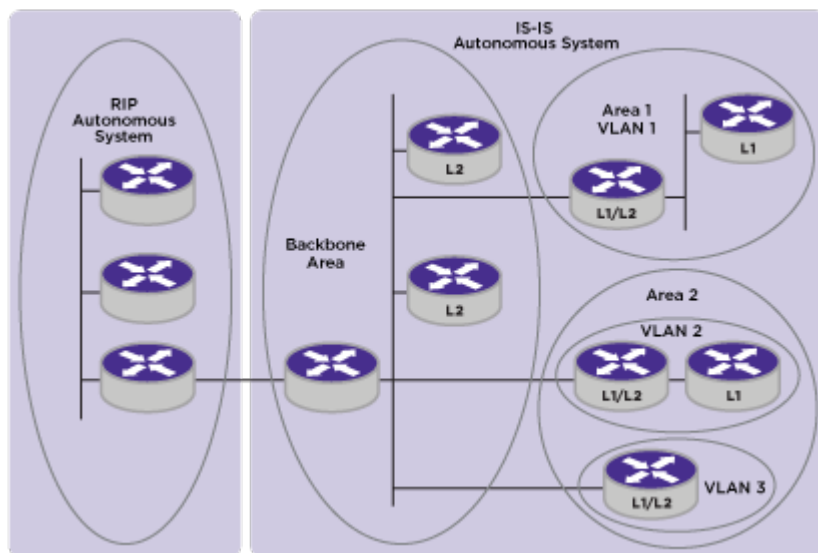 IS-IS
Autonomous System
RIP
Autonomous
System
Area 1
VLAN 1
L1
L2
L1/L2
Backbone
Area
L2
Area 2
VLAN 2
L1/L2
L1
L1/L2
VLAN 3